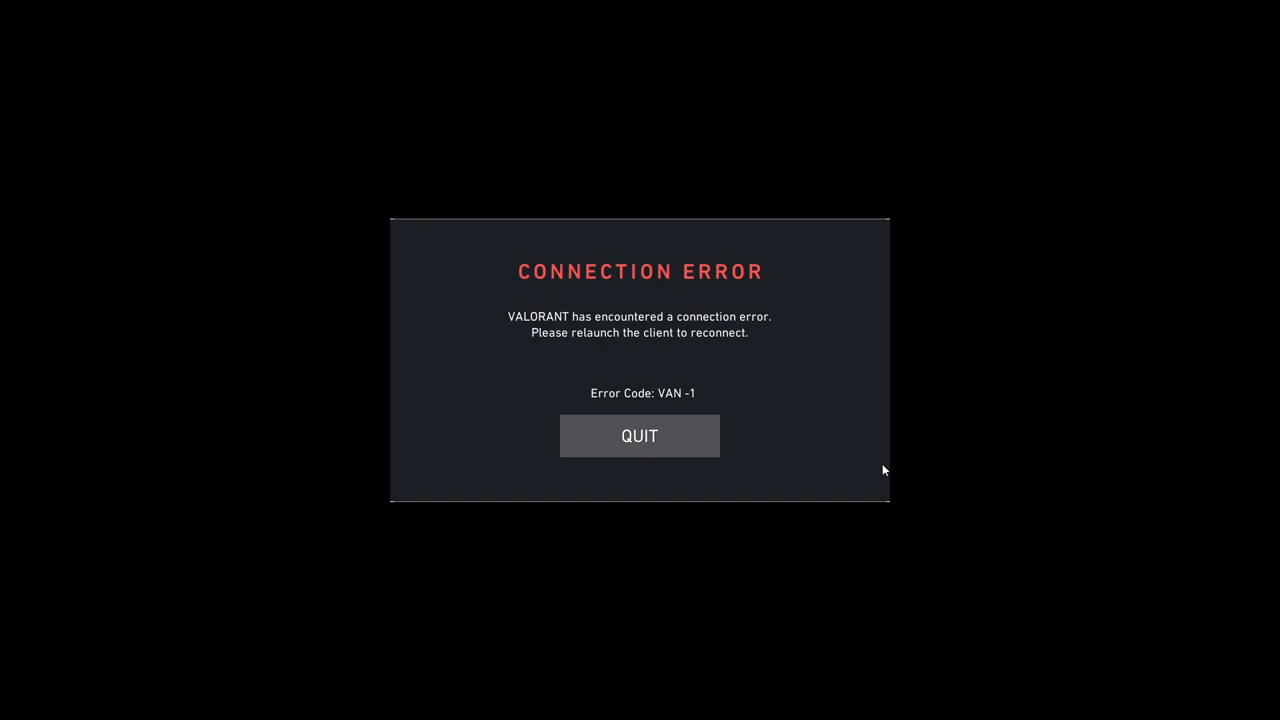 CONNECTION ERROR
VALORANT has encountered a connection error.
Please relaunch the client to reconnect.
Error Code: VAN -1
QUIT